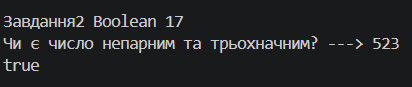 Завдання2 Boolean 17
Чи є число непарним та трьохначним? ---> 523
true